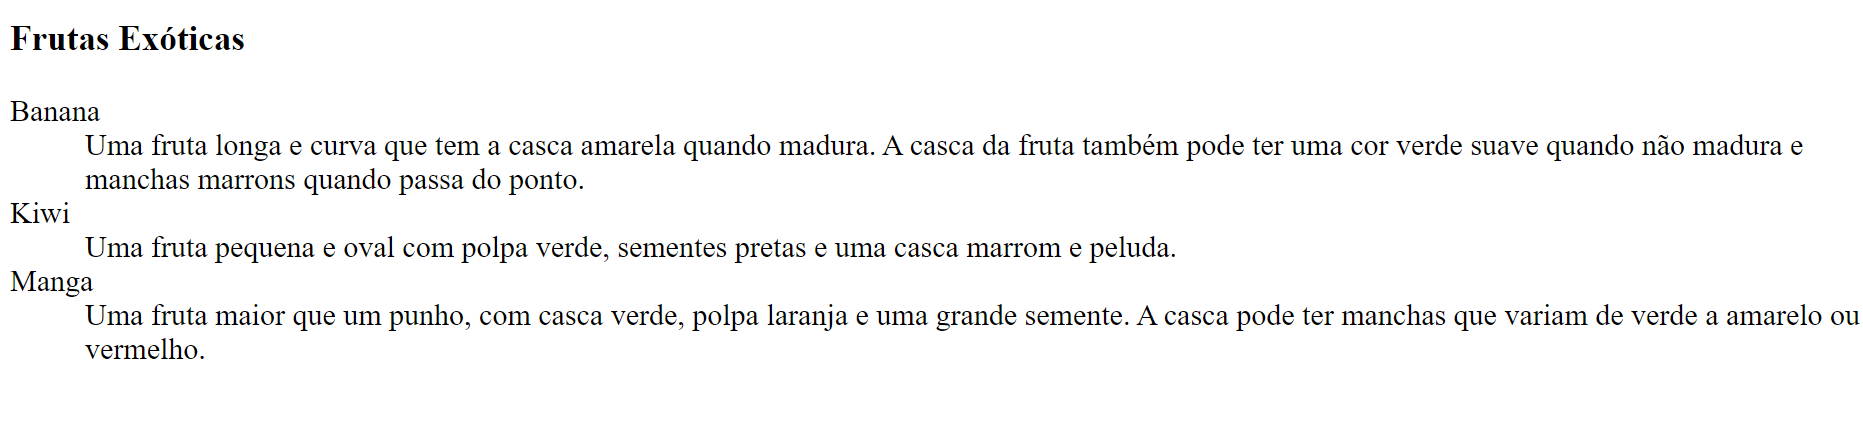 Frutas Exóticas
Banana
Uma fruta longa e curva que tem a casca amarela quando madura. A casca da fruta também pode ter uma cor verde suave quando não madura e
manchas marrons quando passa do ponto.
Kiwi
Uma fruta pequena e oval com polpa verde, sementes pretas e uma casca marrom e peluda.
Manga
Uma fruta maior que um punho, com casca verde, polpa laranja e uma grande semente. A casca pode ter manchas que variam de verde a amarelo ou
vermelho.